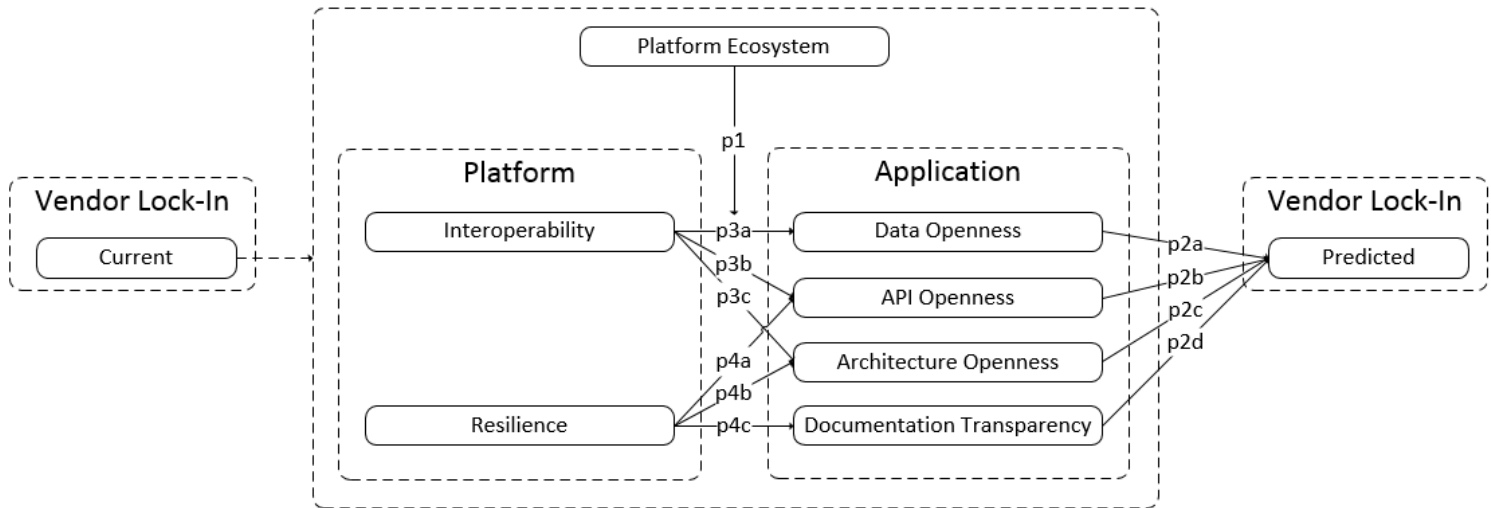 Platform Ecosystem
p1
Vendor Lock-In
Current
Platform
Interoperability
Resilience
p3a
p3b
p3c
p4a
p4b
p4c
Application
Data Openness
API Openness
Architecture Openness
Documentation Transparency
p2a
p2b
p2c
p2d
Vendor Lock-In
Predicted